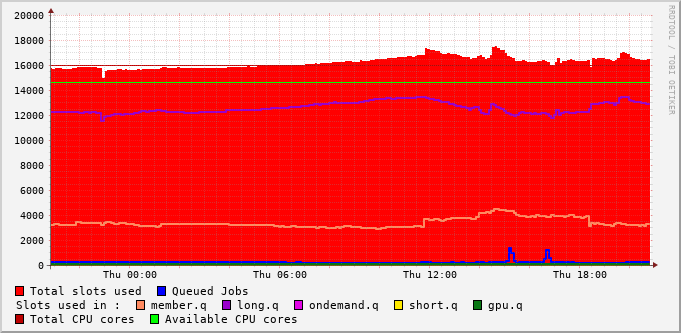 20000
18000
16000
14000
12000
10000
8000
6000
4000
2000
0
Thu 00:00 Thu 06:00 Thu 12:00 Thu 18:00
Total slots used Queued Jobs
Slots used in : member.q long.q ondemand.q short.q gpu.q
Total CPU cores Available CPU cores
RRDTOOL / TOBI OETIKER